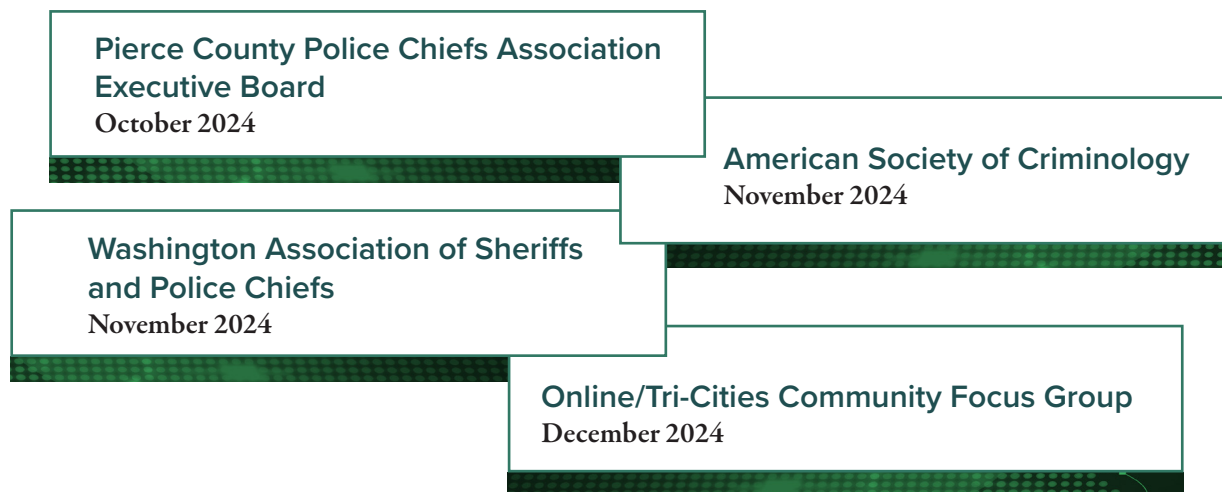 Pierce County Police Chiefs Association
Executive Board
October 2024
American Society of Criminology
November 2024
Washington Association of Sheriffs
and Police Chiefs
November 2024
Online/Tri-Cities Community Focus Group
December 2024